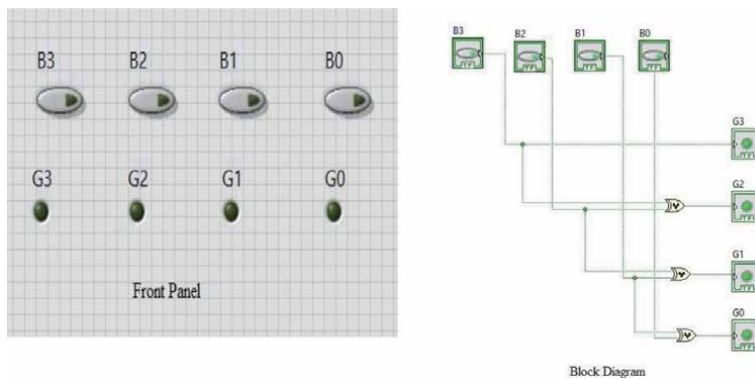 B3 B2 B1 B0
G3 G2 G1 G0
Front Panel
B3 B2 B1 B0
G3
G2
G1
G0
Block Diagram